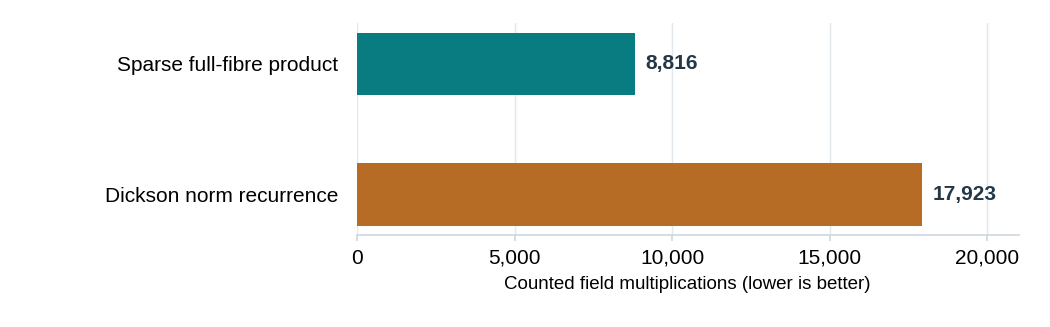 Sparse full-fibre product
8,816
Dickson norm recurrence
17,923
0 5,000 10,000 15,000 20,000
Counted field multiplications (lower is better)